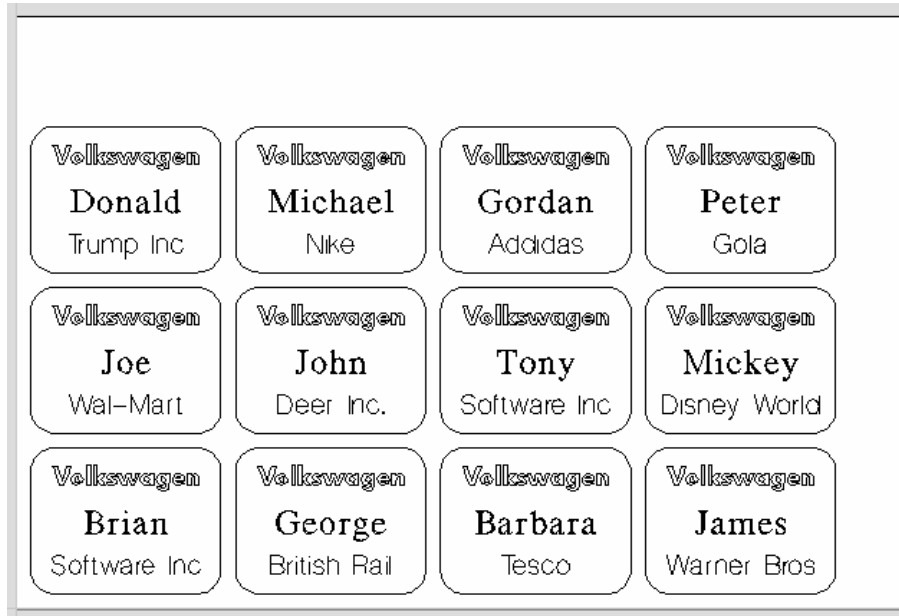 Volkswagen Volkswagen Volkswagen Volkswagen
Donald Michael Gordan Peter
Trump Inc Nike Addidas Gola
Volkswagen Volkswagen Volkswagen Volkswagen
Joe John Tony Mickey
Wal-Mart Deer Inc. Software Inc Disney World
Volkswagen Volkswagen Volkswagen Volkswagen
Brian George Barbara James
Software Inc British Rail Tesco Warner Bros